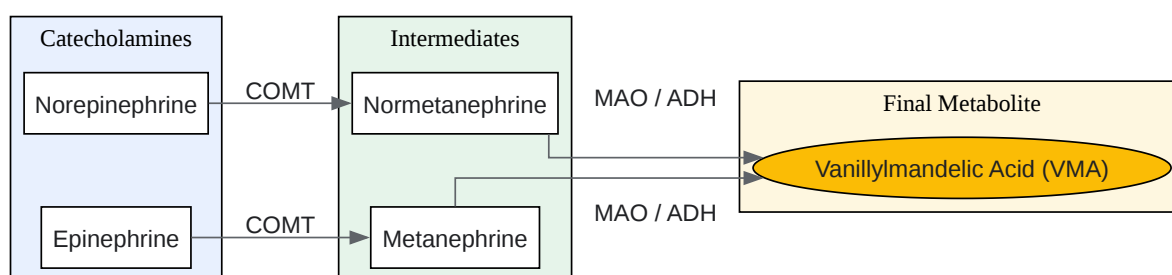 Catecholamines
Intermediates
Norepinephrine
COMT
Normetanephrine
MAO / ADH
Final Metabolite
Vanillylmandelic Acid (VMA)
Epinephrine
COMT
Metanephrine
MAO / ADH